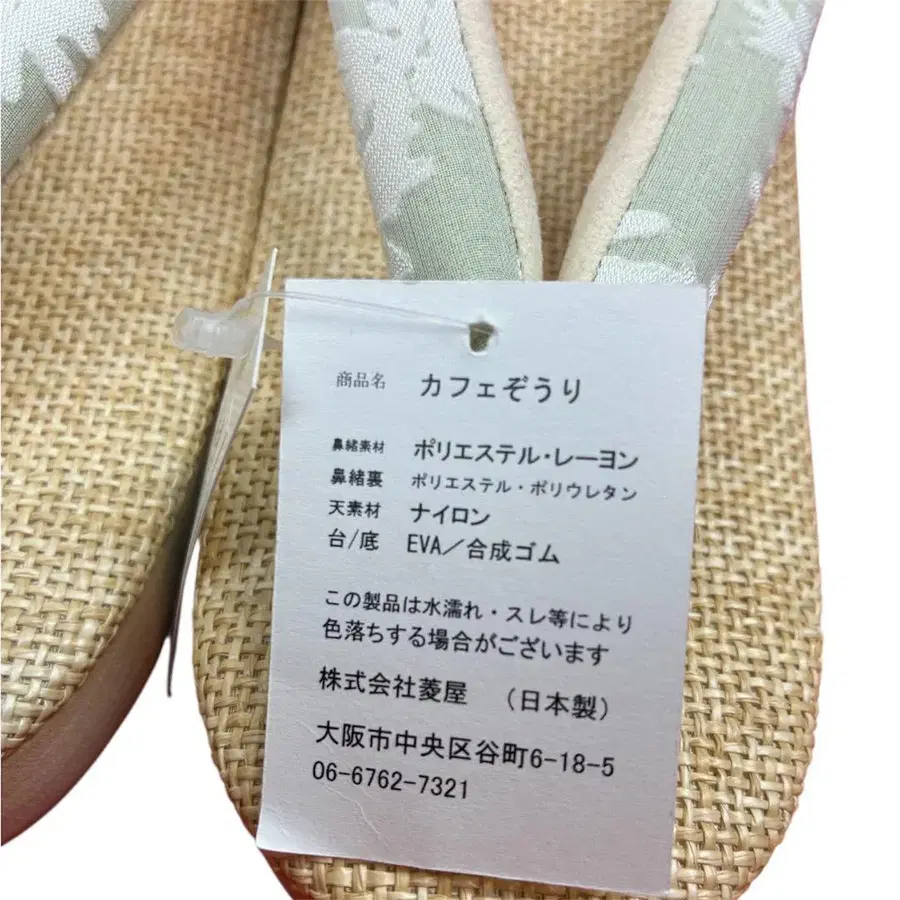 商品名 カフェぞうり
鼻緒素材 ポリエステル・レーヨン
鼻緒裏 ポリエステル・ポリウレタン
天素材 ナイロン
台/底 EVA／合成ゴム
この製品は水濡れ・スレ等により
色落ちする場合がございます
株式会社菱屋 （日本製）
大阪市中央区谷町6-18-5
06-6762-7321